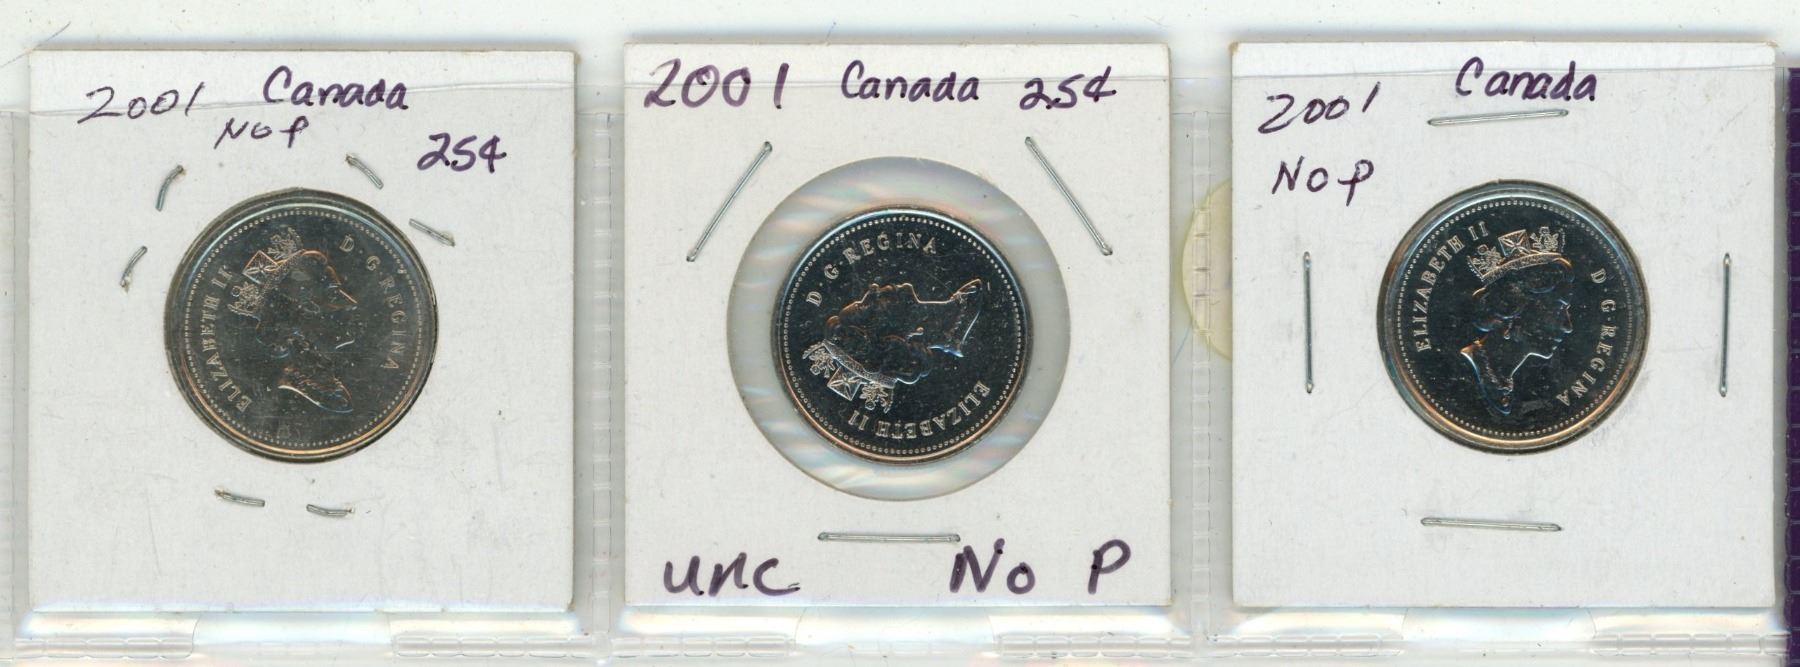 2001 Canada
No P
25¢
ELIZABETH II D·G·REGINA
2001 Canada 25¢
ELIZABETH II D·G·REGINA
unc No P
2001 Canada
No P
ELIZABETH II D·G·REGINA